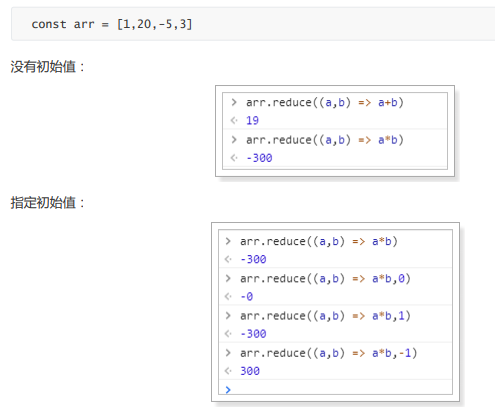 const arr = [1,20,-5,3]
没有初始值：
> arr.reduce((a,b) => a+b)
< 19
> arr.reduce((a,b) => a*b)
< -300
指定初始值：
> arr.reduce((a,b) => a*b)
< -300
> arr.reduce((a,b) => a*b,0)
< -0
> arr.reduce((a,b) => a*b,1)
< -300
> arr.reduce((a,b) => a*b,-1)
< 300
>